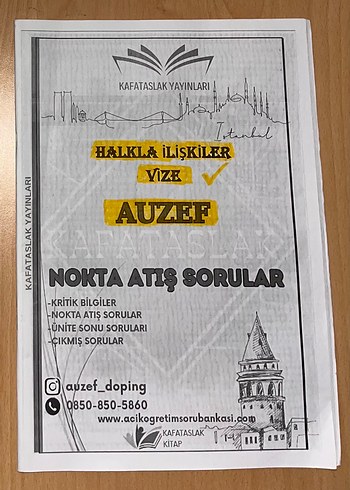 KAFATASLAK YAYINLARI
İstanbul
HALKLA İLİŞKİLER
VİZE
AUZEF
KAFATASLAK
NOKTA ATIŞ SORULAR
-KRİTİK BİLGİLER
-NOKTA ATIŞ SORULAR
-ÜNİTE SONU SORULARI
-ÇIKMIŞ SORULAR
auzef_doping
0850-850-5860
www.acikogretimsorubankasi.com
KAFATASLAK
KİTAP
KAFATASLAK YAYINLARI